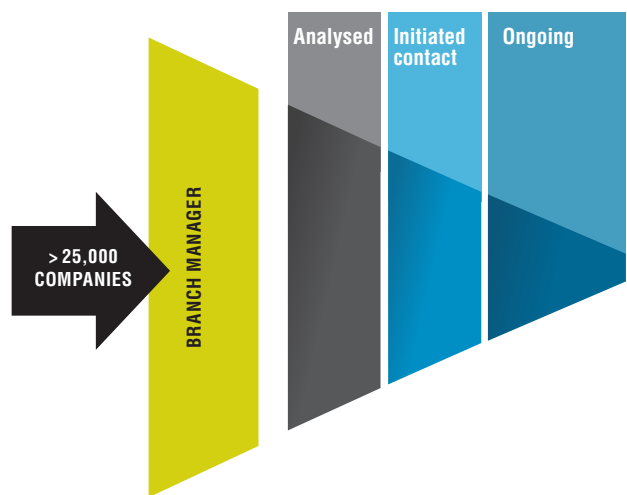 Analysed
Initiated
contact
Ongoing
> 25,000
COMPANIES
BRANCH MANAGER